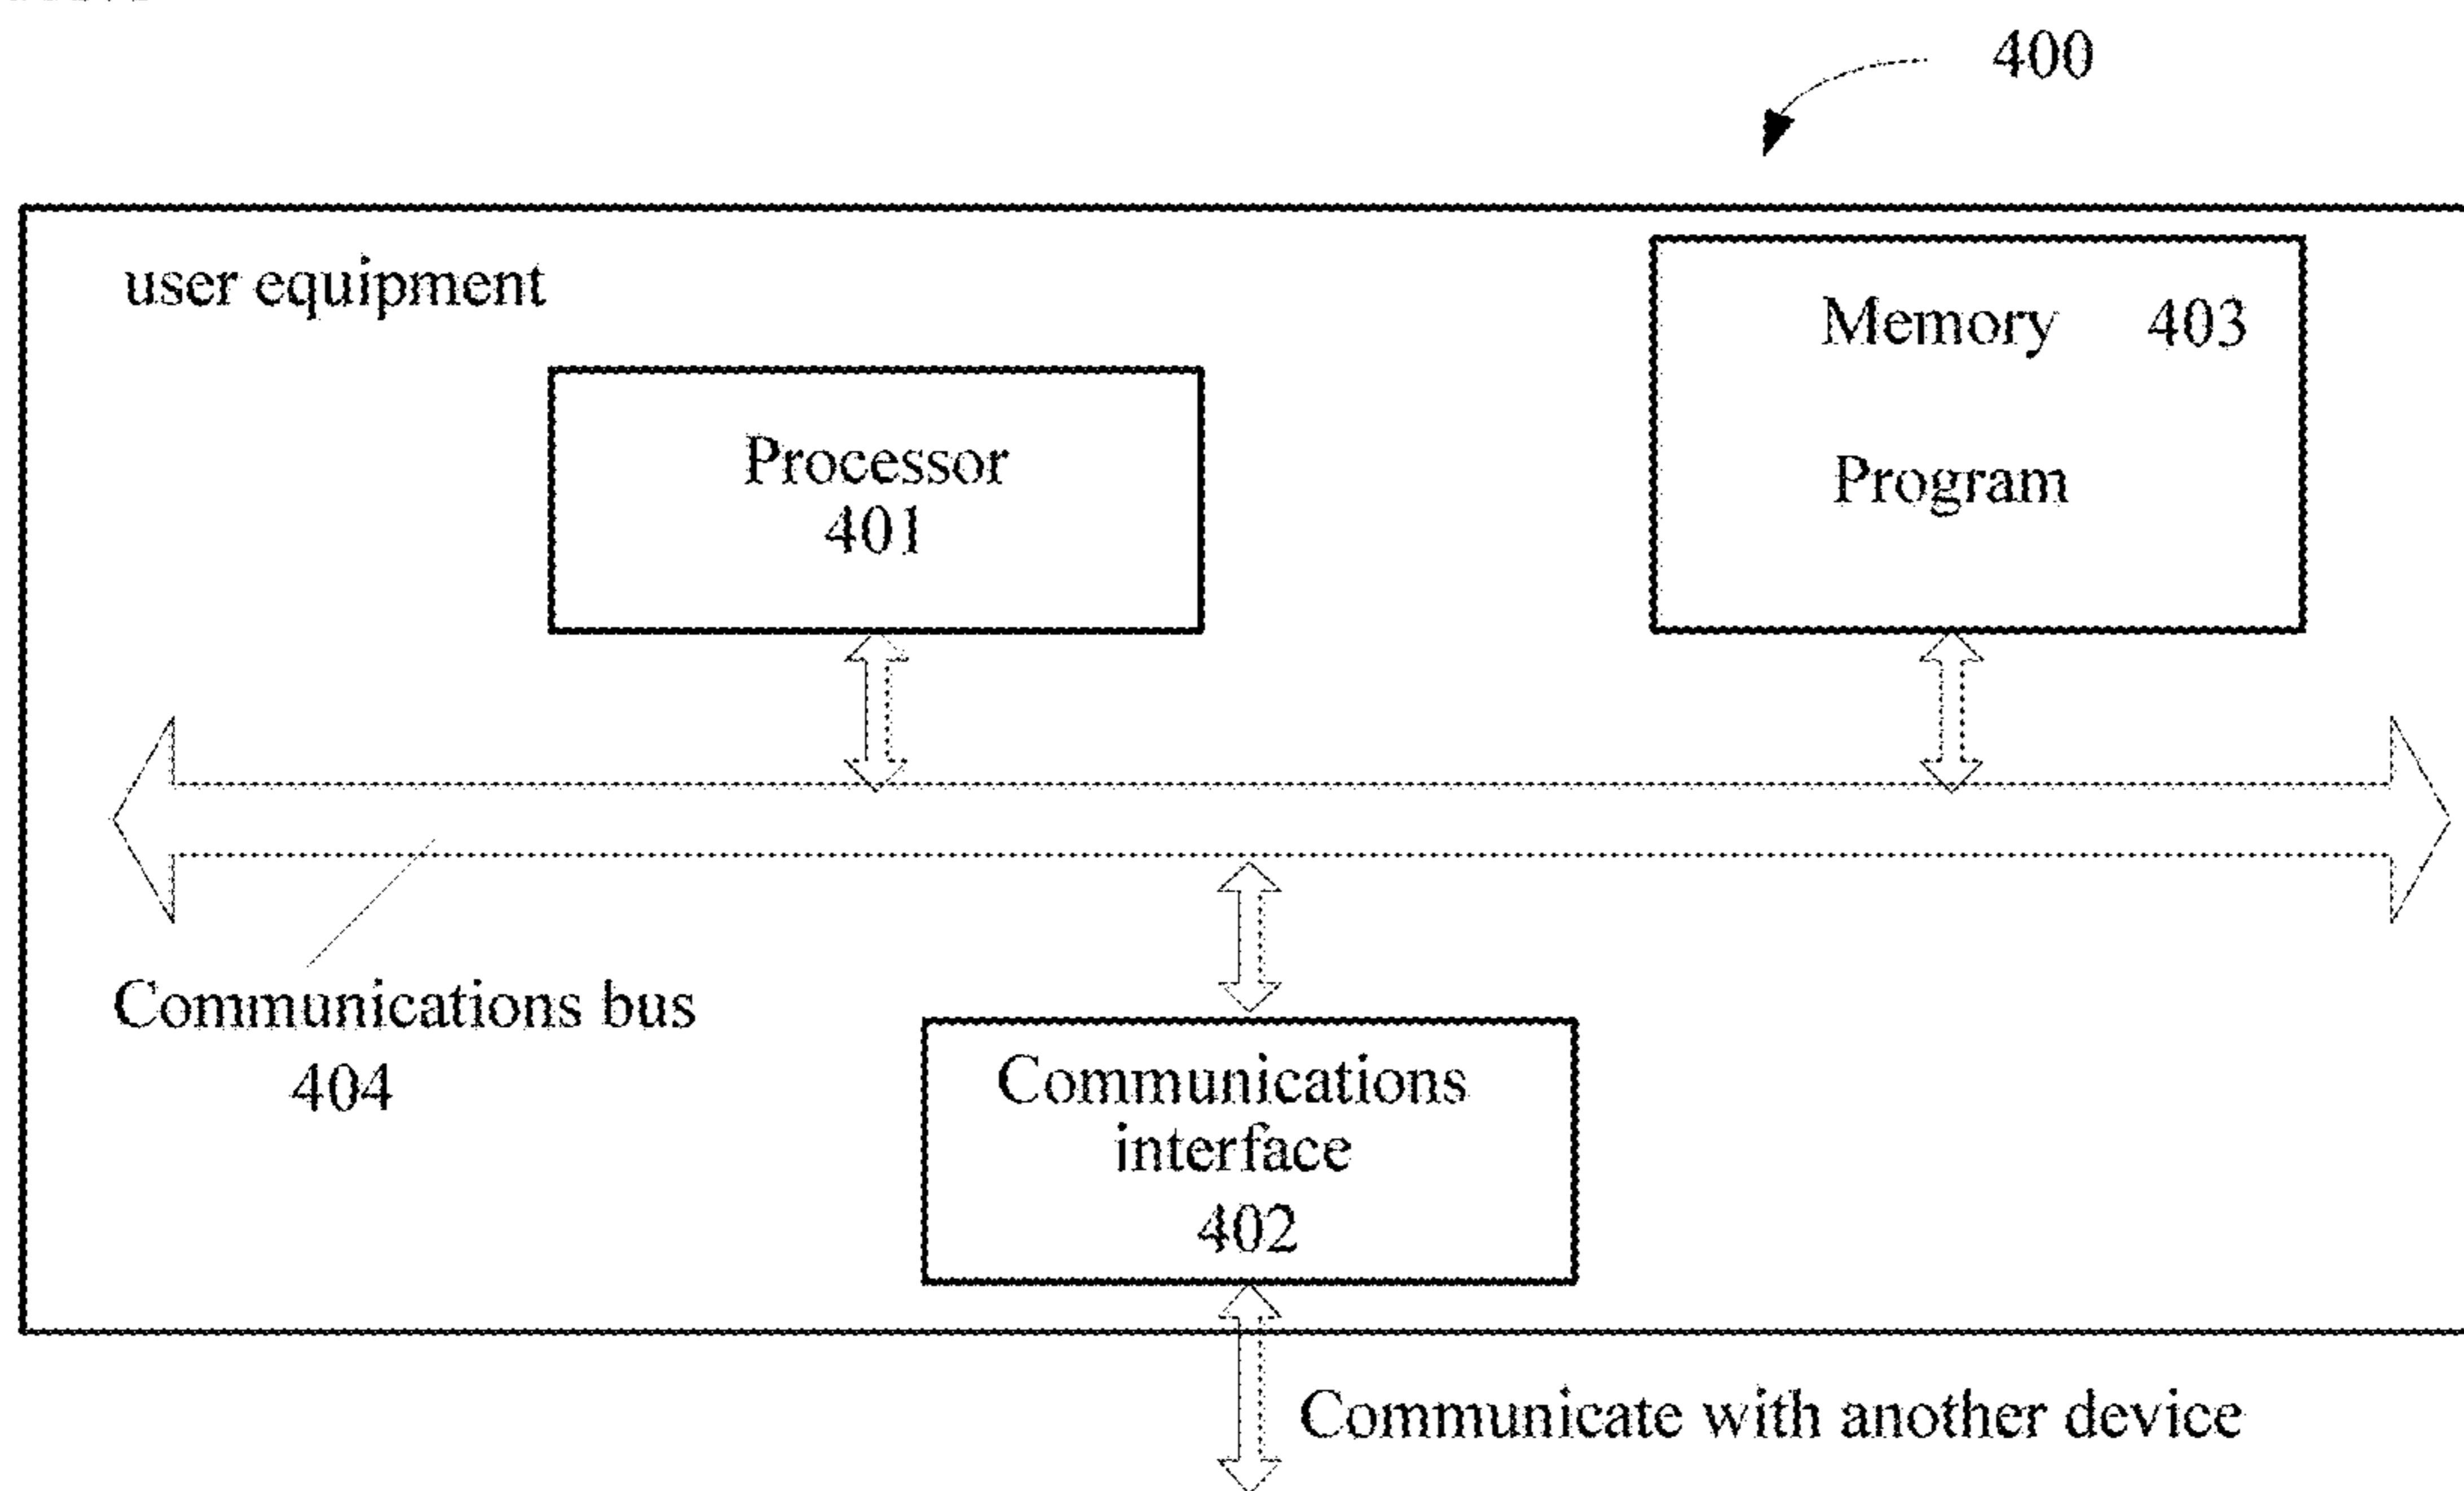 400
user equipment
Memory 403
Program
Processor
401
Communications bus
404
Communications
interface
402
Communicate with another device